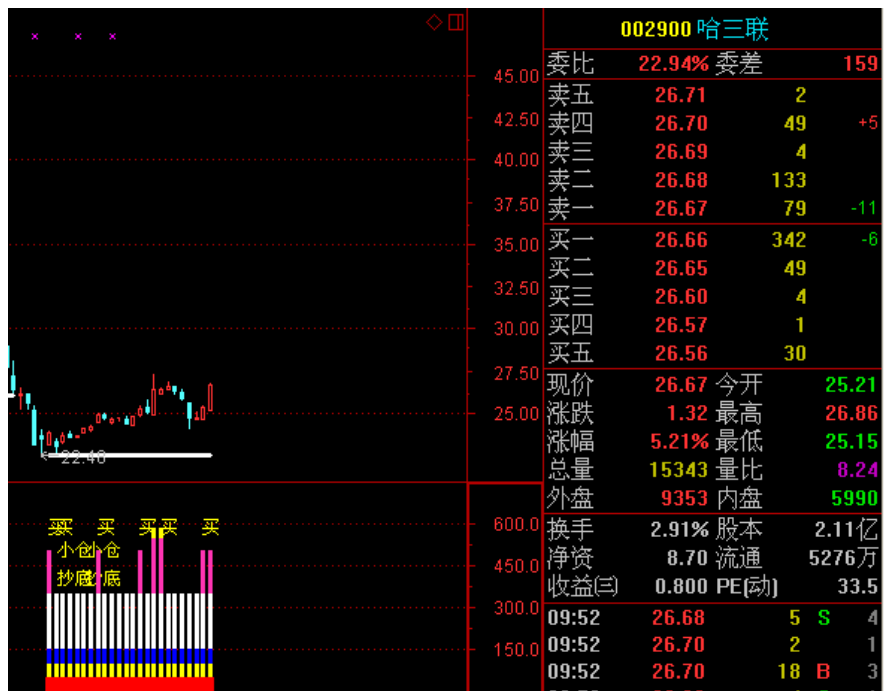 002900 哈三联
委比 22.94% 委差 159
卖五 26.71 2
卖四 26.70 49 +5
卖三 26.69 4
卖二 26.68 133
卖一 26.67 79 -11
买一 26.66 342 -6
买二 26.65 49
买三 26.60 4
买四 26.57 1
买五 26.56 30
现价 26.67 今开 25.21
涨跌 1.32 最高 26.86
涨幅 5.21% 最低 25.15
总量 15343 量比 8.24
外盘 9353 内盘 5990
换手 2.91% 股本 2.11亿
净资 8.70 流通 5276万
收益(三) 0.800 PE(动) 33.5
09:52 26.68 5 S 4
09:52 26.70 2 1
09:52 26.70 18 B 3
45.00
42.50
40.00
37.50
35.00
32.50
30.00
27.50
25.00
22.40
600.0
450.0
300.0
150.0
买买 买 买买 买
小仓小仓
抄底抄底